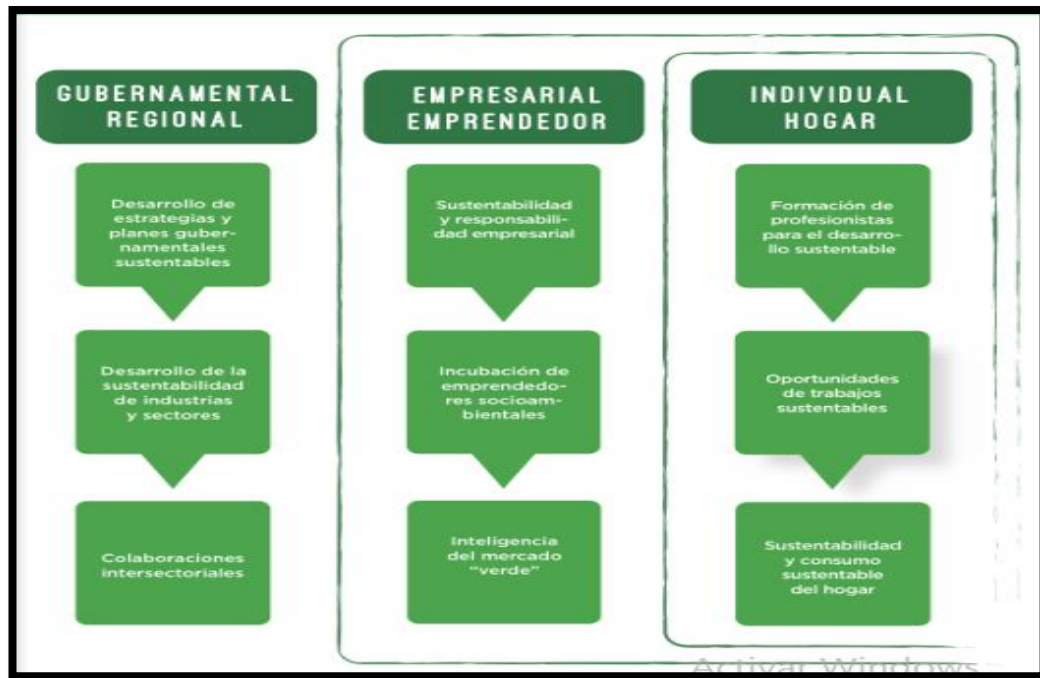 GUBERNAMENTAL
REGIONAL
Desarrollo de
estrategias y
planes guber-
namentales
sustentables
Desarrollo de la
sustentabilidad
de industrias
y sectores
Colaboraciones
intersectoriales
EMPRESARIAL
EMPRENDEDOR
Sustentabilidad
y responsabili-
dad empresarial
Incubación de
emprendedo-
res socioam-
bientales
Inteligencia
del mercado
"verde"
INDIVIDUAL
HOGAR
Formación de
profesionistas
para el desarro-
llo sustentable
Oportunidades
de trabajos
sustentables
Sustentabilidad
y consumo
sustentable
del hogar
Activar Windows